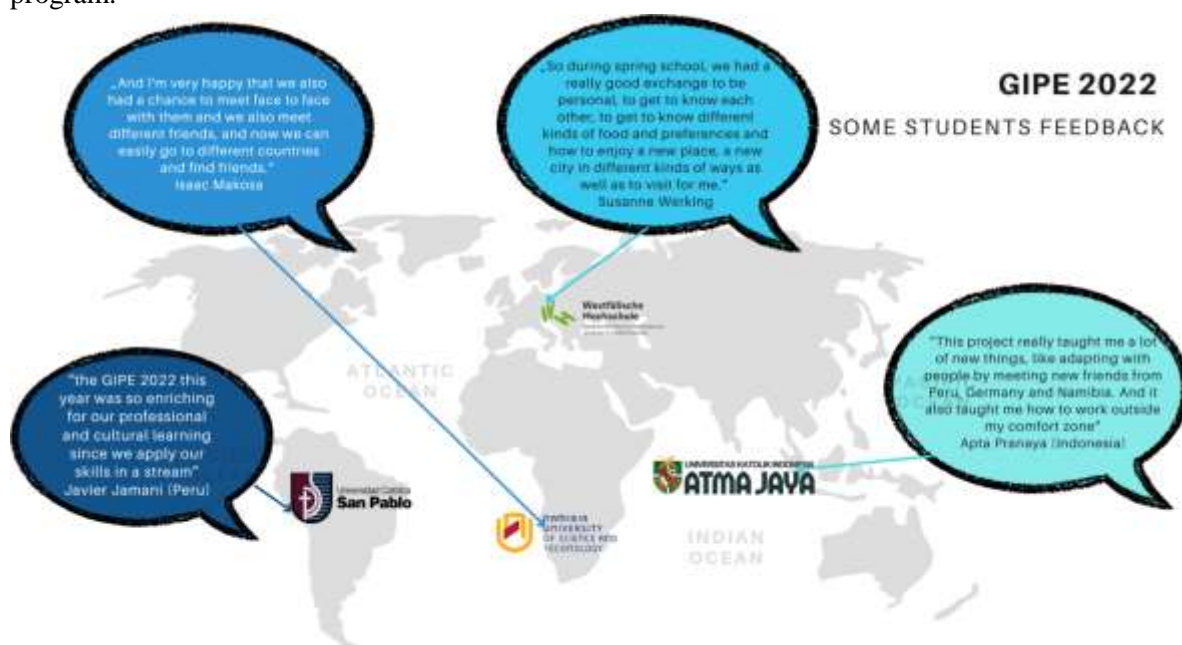 program.
GIPE 2022
SOME STUDENTS FEEDBACK
„And I'm very happy that we also
had a chance to meet face to face
with them and we also meet
different friends, and now we can
easily go to different countries
and find friends."
Isaac Makosa
„So during spring school, we had a
really good exchange to be
personal, to get to know each
other, to get to know different
kinds of food and preferences and
how to enjoy a new place, a new
city in different kinds of ways as
well as to visit for me."
Susanne Werking
Westfälische
Hochschule
"This project really taught me a lot
of new things, like adapting with
people by meeting new friends from
Peru, Germany and Namibia. And it
also taught me how to work outside
my comfort zone"
Apta Pranaya (Indonesia)
ATLANTIC
OCEAN
"the GIPE 2022 this
year was so enriching
for our professional
and cultural learning
since we apply our
skills in a stream"
Javier Jamani (Peru)
Universidad Católica
San Pablo
UNIVERSITAS KATOLIK INDONESIA
ATMA JAYA
NAMIBIA
UNIVERSITY
OF SCIENCE AND
TECHNOLOGY
INDIAN
OCEAN